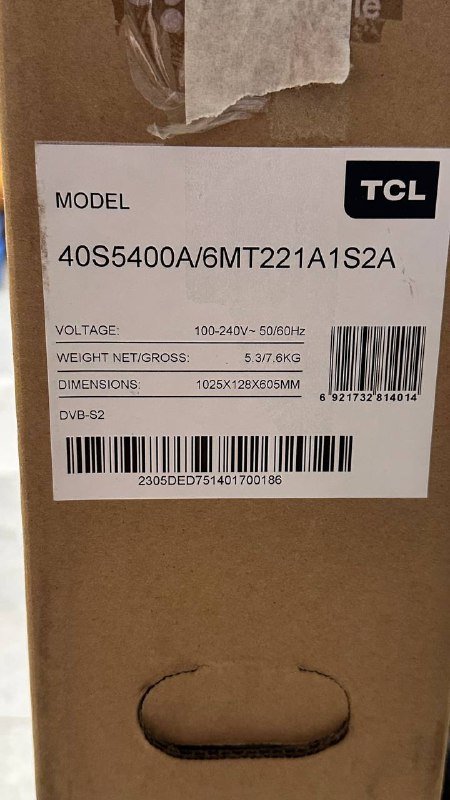 TCL
MODEL
40S5400A/6MT221A1S2A
VOLTAGE: 100-240V~ 50/60Hz
WEIGHT NET/GROSS: 5.3/7.6KG
DIMENSIONS: 1025X128X605MM
6 921732 814014
DVB-S2
2305DED751401700186